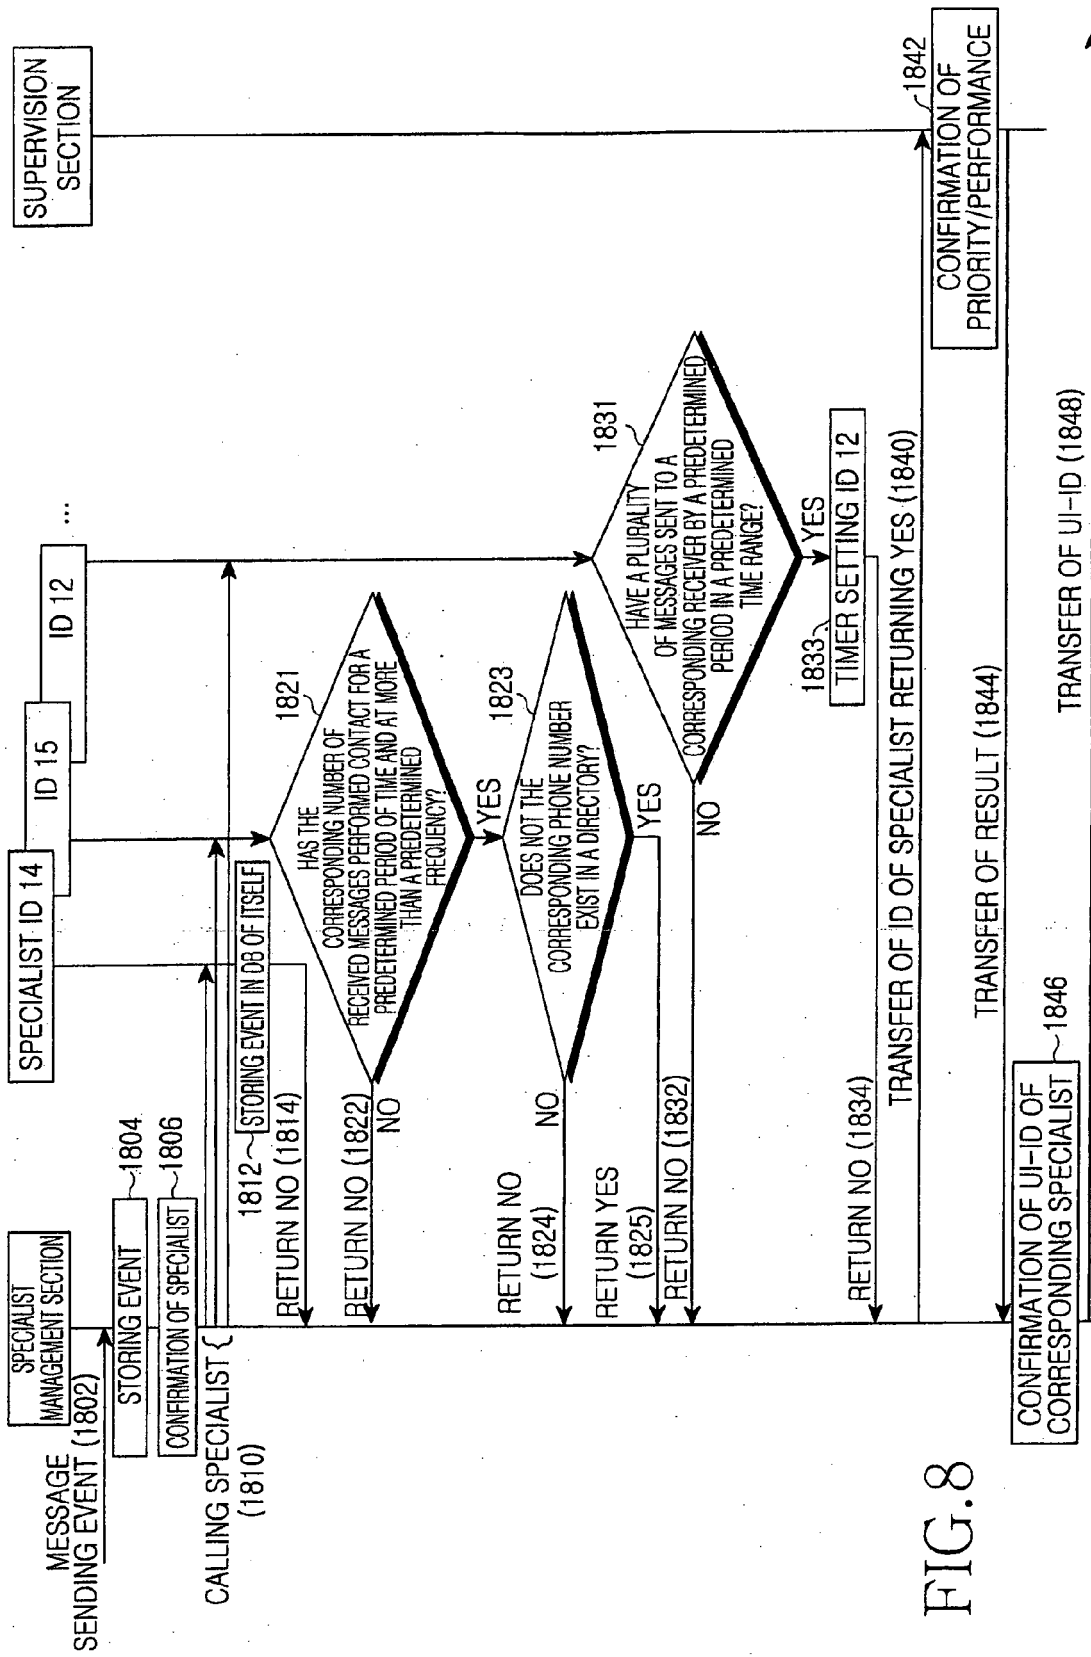 SPECIALIST
MANAGEMENT SECTION
SPECIALIST ID 14
ID 15
ID 12
...
SUPERVISION
SECTION
MESSAGE
SENDING EVENT (1802)
STORING EVENT
1804
CONFIRMATION OF SPECIALIST
1806
CALLING SPECIALIST {
(1810)
1812
STORING EVENT IN DB OF ITSELF
RETURN NO (1814)
1821
HAS THE
CORRESPONDING NUMBER OF
RECEIVED MESSAGES PERFORMED CONTACT FOR A
PREDETERMINED PERIOD OF TIME AND AT MORE
THAN A PREDETERMINED
FREQUENCY?
RETURN NO (1822)
NO
YES
1823
DOES NOT THE
CORRESPONDING PHONE NUMBER
EXIST IN A DIRECTORY?
RETURN NO
(1824)
NO
YES
RETURN YES
(1825)
1831
HAVE A PLURALITY
OF MESSAGES SENT TO A
CORRESPONDING RECEIVER BY A PREDETERMINED
PERIOD IN A PREDETERMINED
TIME RANGE?
RETURN NO (1832)
NO
YES
1833
TIMER SETTING ID 12
RETURN NO (1834)
TRANSFER OF ID OF SPECIALIST RETURNING YES (1840)
1842
CONFIRMATION OF
PRIORITY/PERFORMANCE
TRANSFER OF RESULT (1844)
CONFIRMATION OF UI-ID OF
CORRESPONDING SPECIALIST
1846
TRANSFER OF UI-ID (1848)
FIG.8